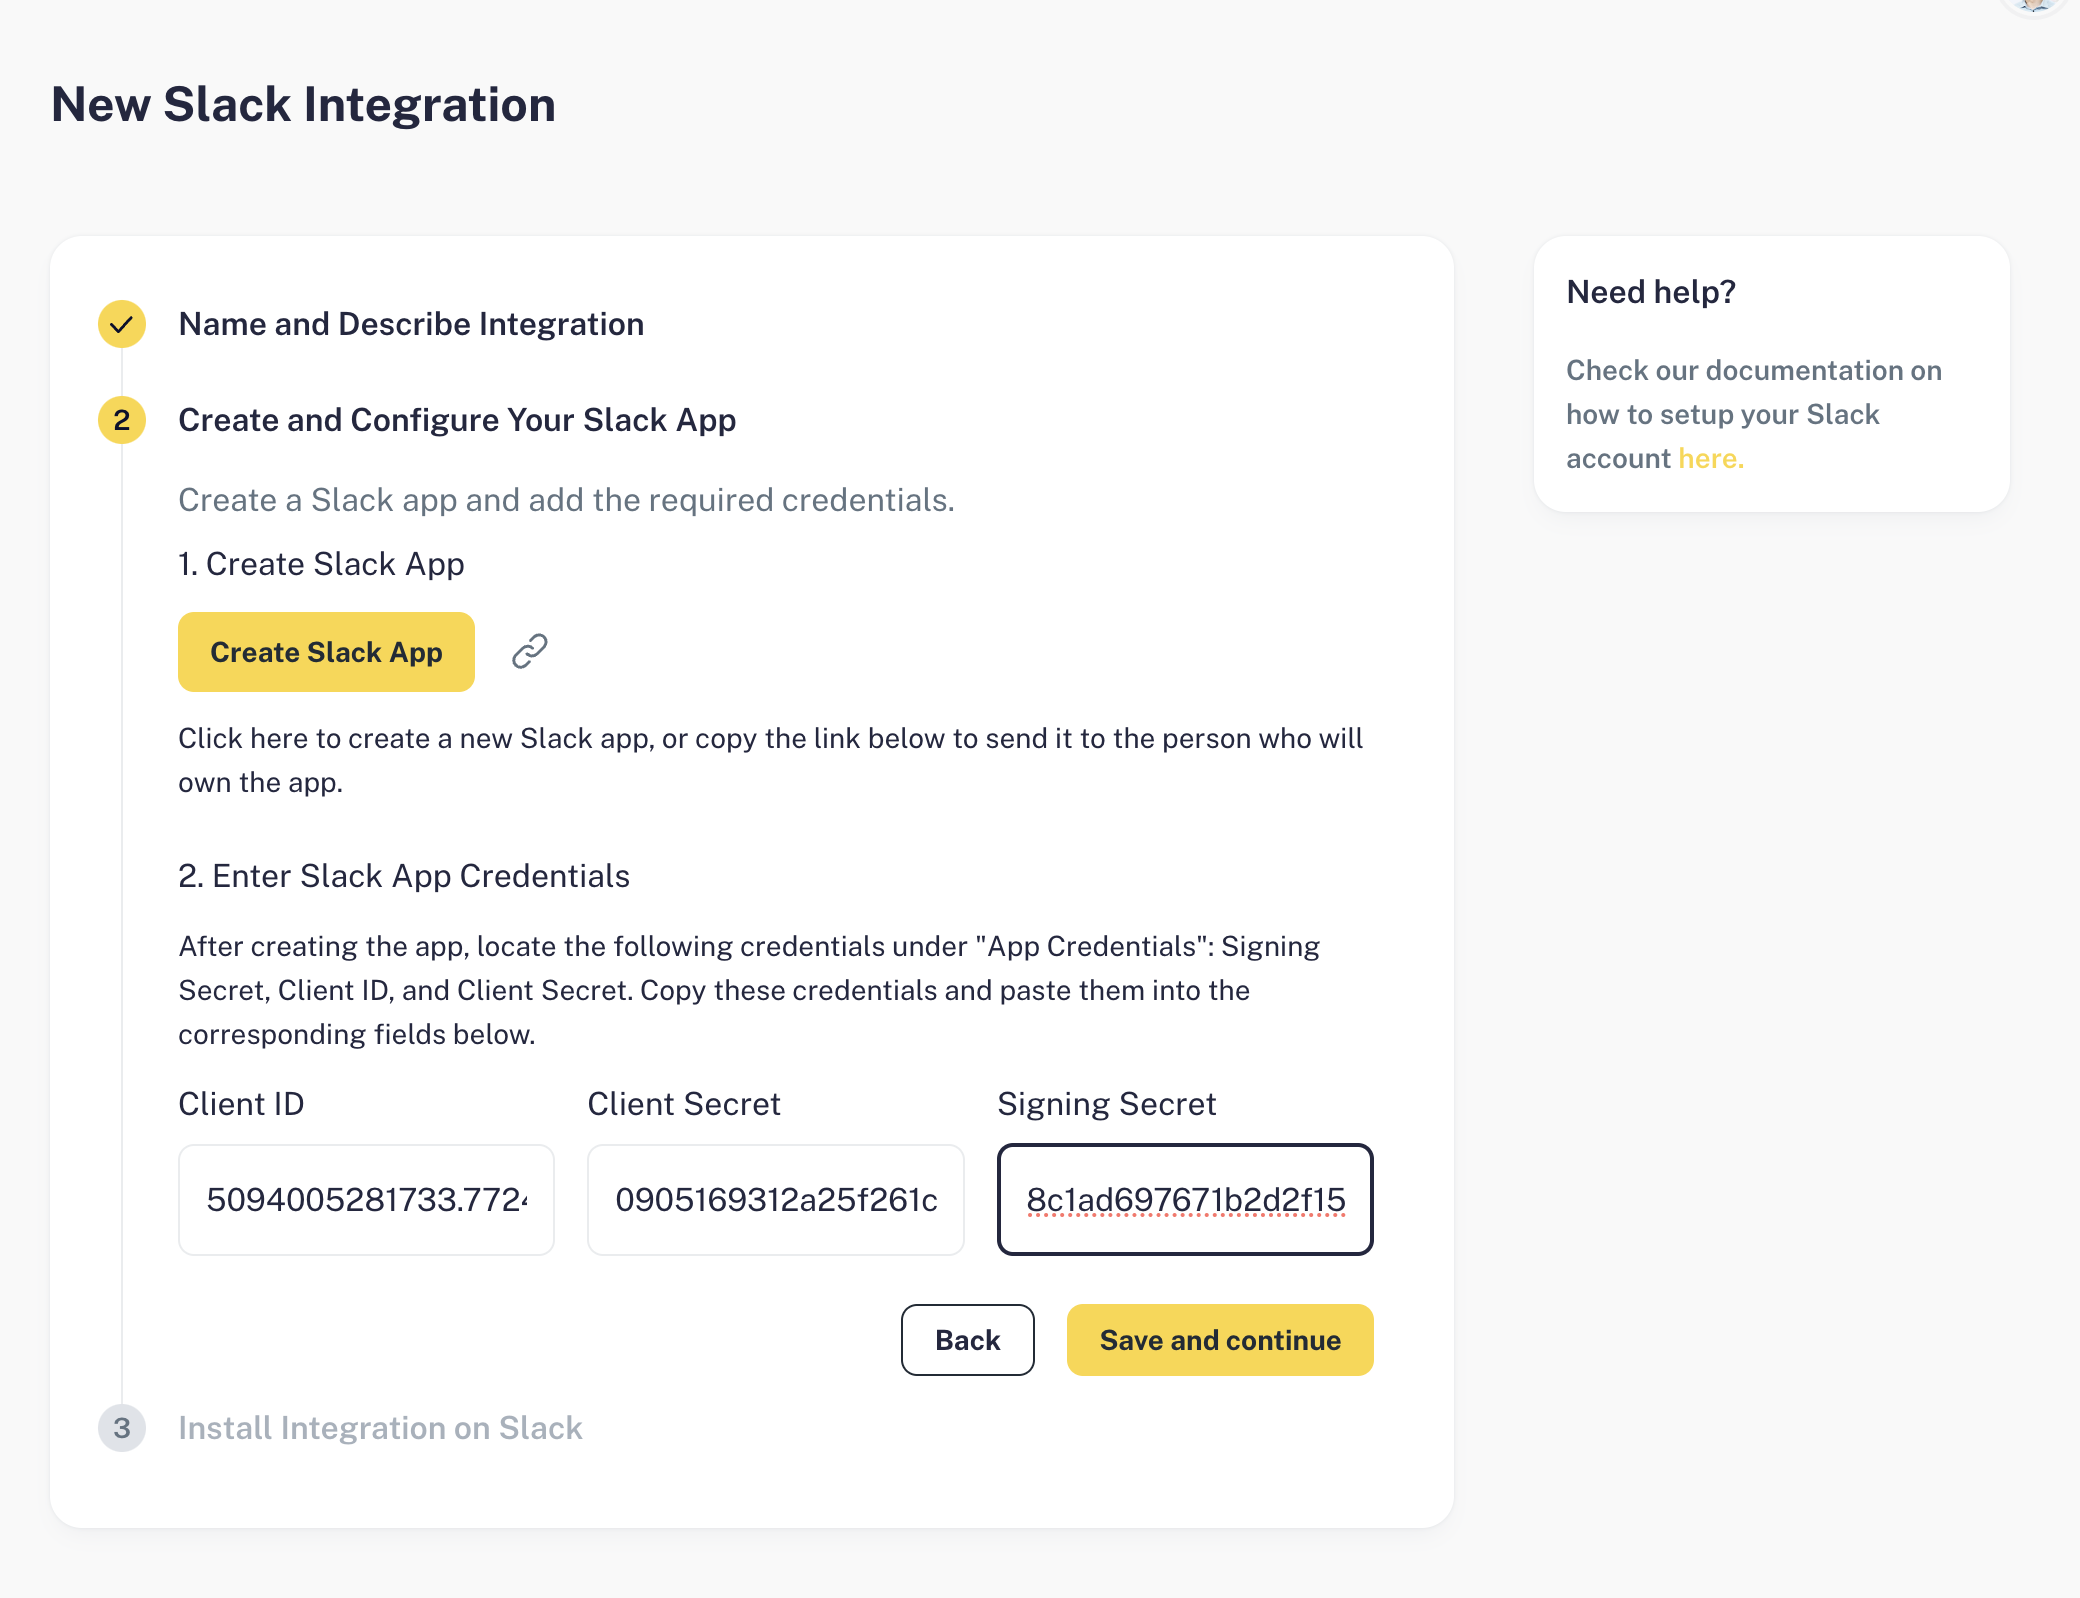 New Slack Integration
Name and Describe Integration
2
Create and Configure Your Slack App
Create a Slack app and add the required credentials.
1. Create Slack App
Create Slack App
Click here to create a new Slack app, or copy the link below to send it to the person who will
own the app.
2. Enter Slack App Credentials
After creating the app, locate the following credentials under "App Credentials": Signing
Secret, Client ID, and Client Secret. Copy these credentials and paste them into the
corresponding fields below.
Client ID
Client Secret
Signing Secret
5094005281733.7724
0905169312a25f261c
8c1ad697671b2d2f15
Back
Save and continue
3
Install Integration on Slack
Need help?
Check our documentation on
how to setup your Slack
account here.